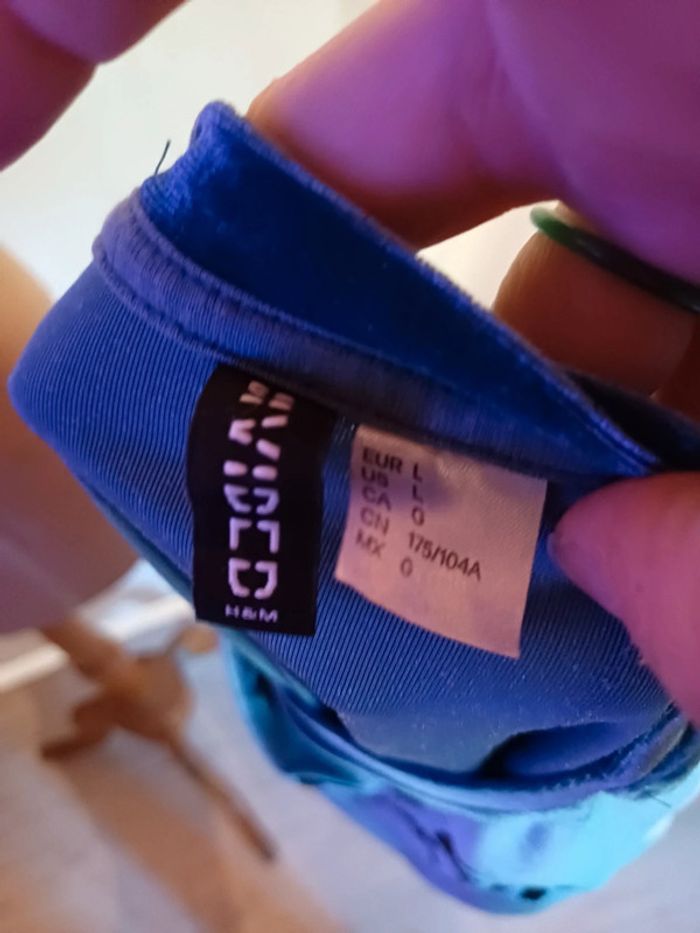 DIVIDED
H&M
EUR L
US L
CA G
CN 175/104A
MX G